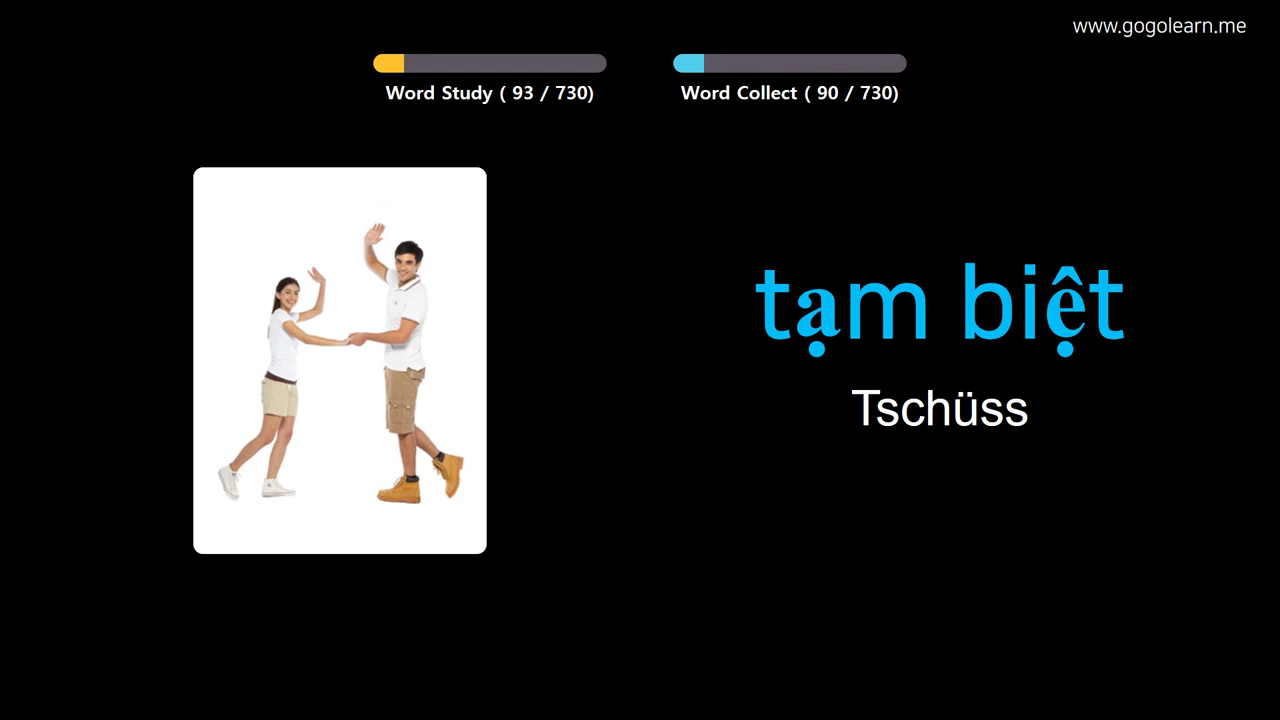 www.gogolearn.me
Word Study ( 93 / 730)
Word Collect ( 90 / 730)
tạm biệt
Tschüss